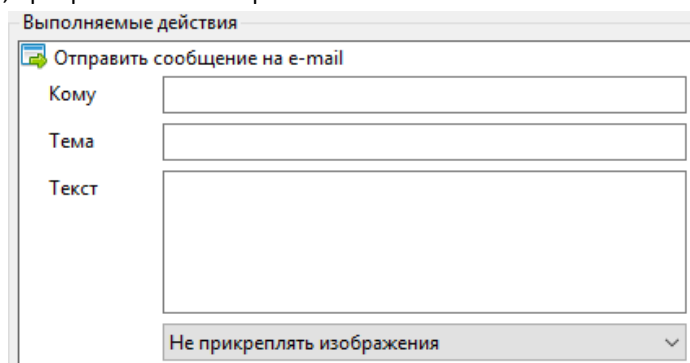 Выполняемые действия
Отправить сообщение на e-mail
Кому
Тема
Текст
Не прикреплять изображения